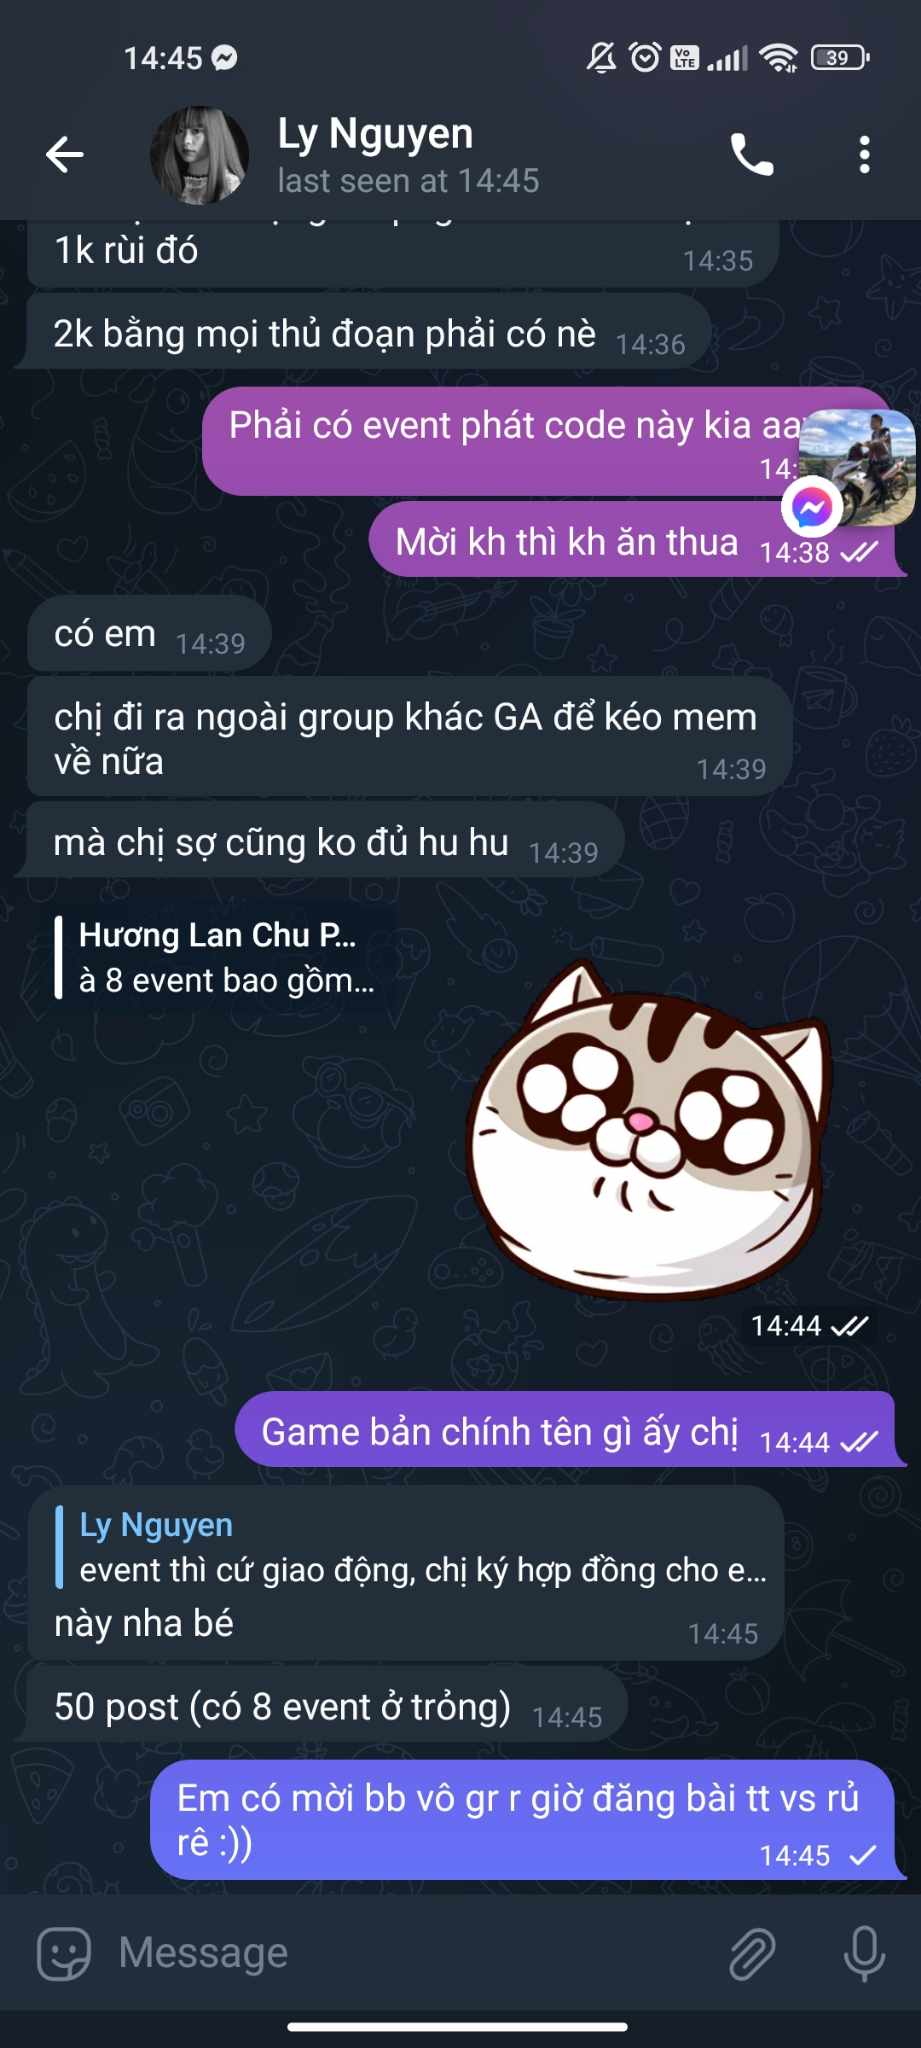 14:45
Vo
LTE
39
Ly Nguyen
last seen at 14:45
1k rùi đó
14:35
2k bằng mọi thủ đoạn phải có nè 14:36
Phải có event phát code này kia
14:
Mời kh thì kh ăn thua 14:38
có em 14:39
chị đi ra ngoài group khác GA để kéo mem
về nữa
14:39
mà chị sợ cũng ko đủ hu hu 14:39
Hương Lan Chu P...
à 8 event bao gồm...
14:44
Game bản chính tên gì ấy chị 14:44
Ly Nguyen
event thì cứ giao động, chị ký hợp đồng cho e...
này nha bé
14:45
50 post (có 8 event ở trỏng) 14:45
Em có mời bb vô gr r giờ đăng bài tt vs rủ
rê :))
14:45
Message